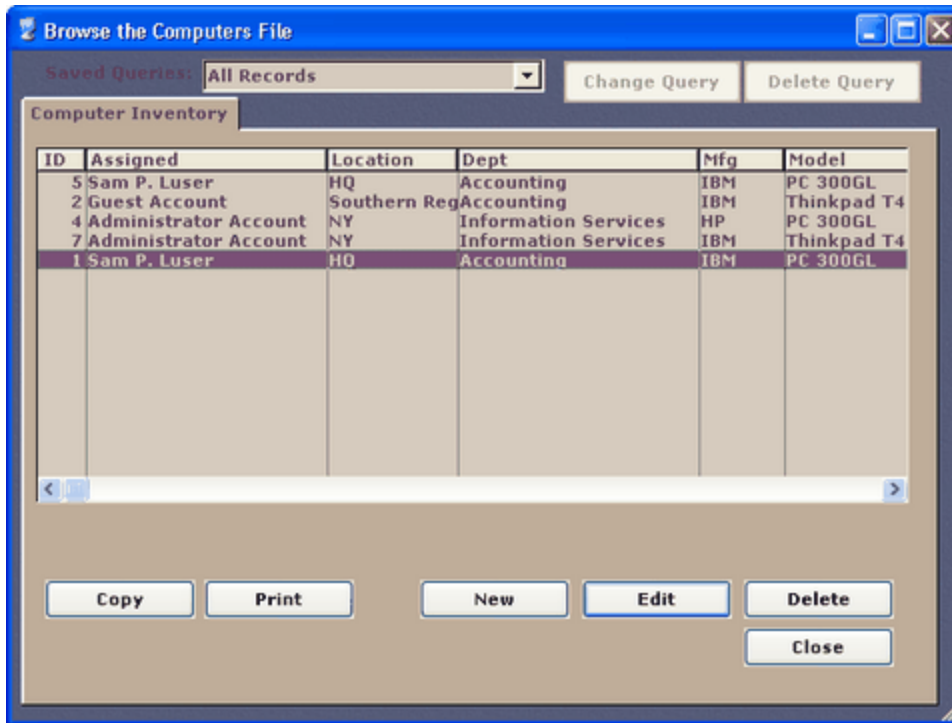 Browse the Computers File
Saved Queries: All Records Change Query Delete Query
Computer Inventory
ID Assigned Location Dept Mfg Model
5 Sam P. Luser HQ Accounting IBM PC 300GL
2 Guest Account Southern Reg Accounting IBM Thinkpad T4
4 Administrator Account NY Information Services HP PC 300GL
7 Administrator Account NY Information Services IBM Thinkpad T4
1 Sam P. Luser HQ Accounting IBM PC 300GL
Copy Print New Edit Delete
Close